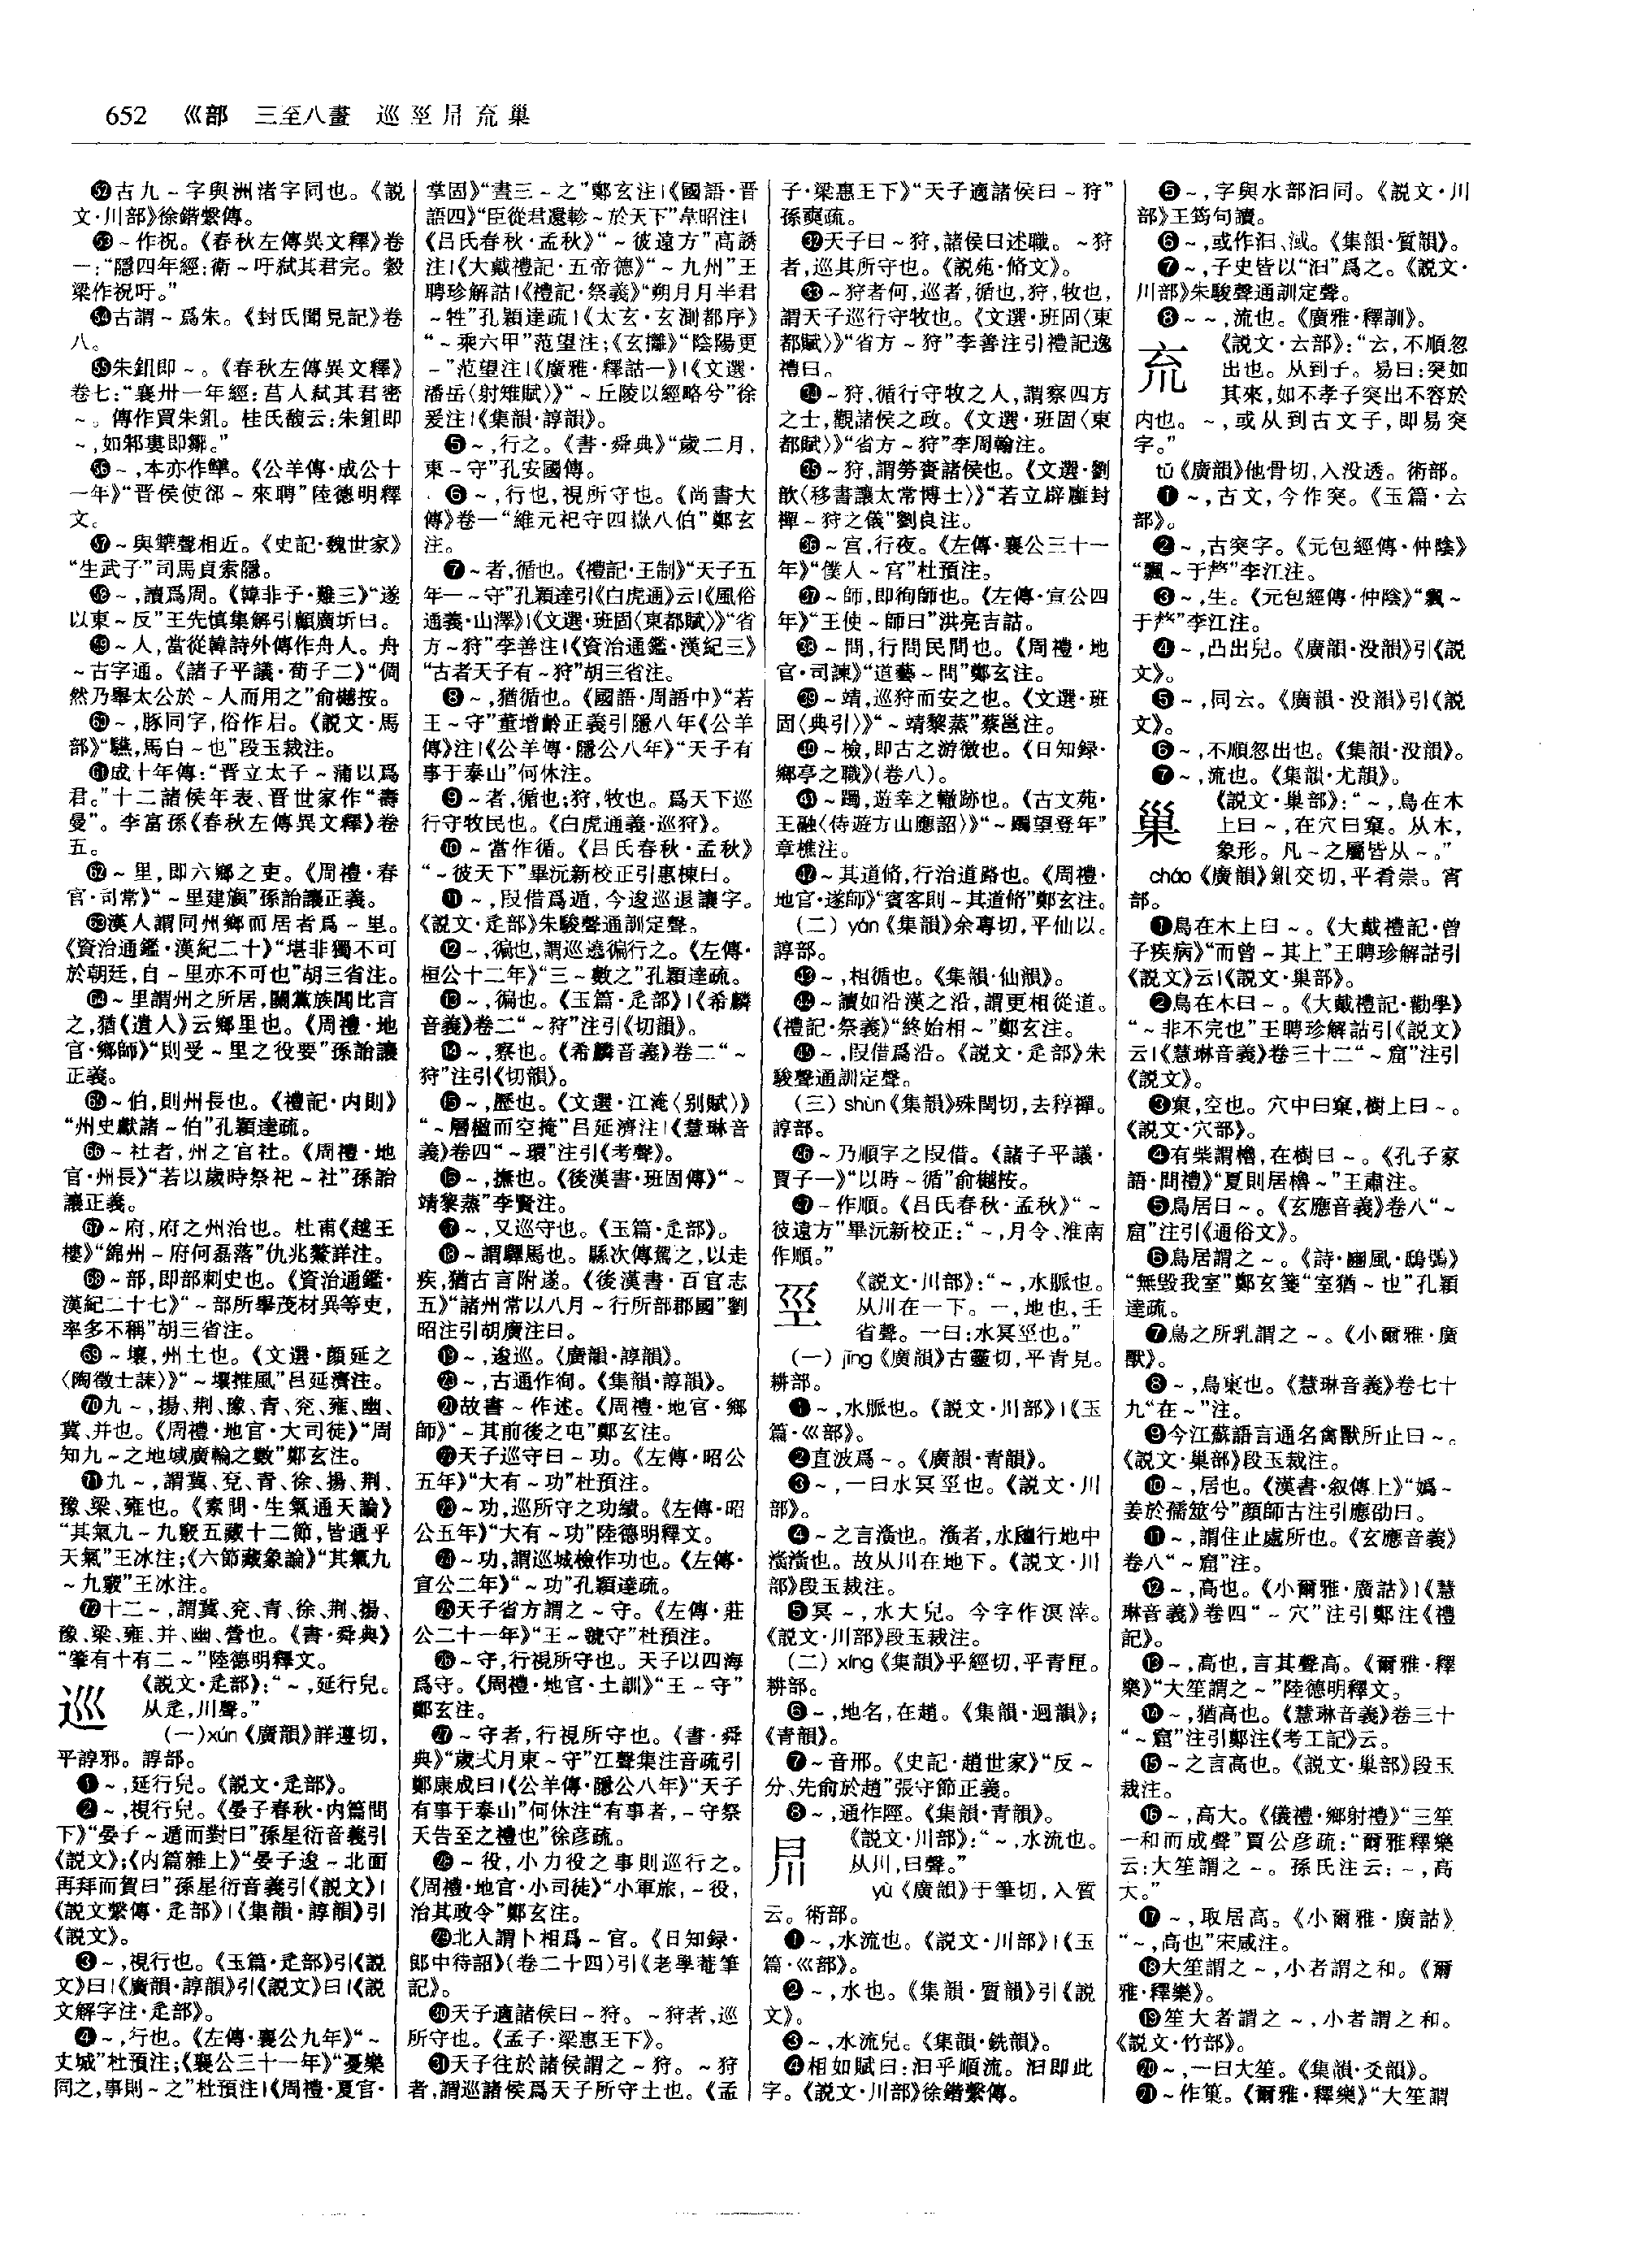 652　巛部　三至八畫　巡巠㠮㐬巢
㊾古九～字與洲渚字同也。《説
文·川部》徐鍇繫傳。
～作祝。《春秋左傳異文釋》卷
一：“隱四年經：衛～吁弑其君完。穀
梁作祝吁。”
古謂～爲朱。《封氏聞見記》卷
八。
朱鉏即～。《春秋左傳異文釋》
卷七：“襄卅一年經：莒人弑其君密
～。傳作買朱鉏。桂氏馥云：朱鉏即
～，如邾婁即鄒。”
～，本亦作犨。《公羊傳·成公十
一年》“晋侯使郤～來聘”陸德明釋
文。
～與犨聲相近。《史記·魏世家》
“生武子”司馬貞索隱。
～，讀爲周。《韓非子·難三》“遂
以東～反”王先慎集解引顧廣圻曰。
～人，當從韓詩外傳作舟人。舟
～古字通。《諸子平議·荀子二》“倜
然乃舉太公於～人而用之”俞樾按。
～，豚同字，俗作𡰪。《説文·馬
部》“驠，馬白～也”段玉裁注。
成十年傳：“晋立太子～蒲以爲
君。”十二諸侯年表、晋世家作“壽
曼”。李富孫《春秋左傳異文釋》卷
五。
～里，即六鄉之吏。《周禮·春
官·司常》“～里建旟”孫詒讓正義。
漢人謂同州鄉而居者爲～里。
《資治通鑑·漢紀二十》“堪非獨不可
於朝廷，自～里亦不可也”胡三省注。
～里謂州之所居，關黨族閭比言
之，猶《遺人》云鄉里也。《周禮·地
官·鄉師》“則受～里之役要”孫詒讓
正義。
～伯，則州長也。《禮記·内則》
“州史獻諸～伯”孔穎達疏。
～社者，州之官社。《周禮·地
官·州長》“若以歲時祭祀～社”孫詒
讓正義。
～府，府之州治也。杜甫《越王
樓》“綿州～府何磊落”仇兆鰲詳注。
～部，即部刺史也。《資治通鑑·
漢紀二十七》“～部所舉茂材異等吏，
率多不稱”胡三省注。
～壤，州土也。《文選·顔延之
〈陶徵士誄〉》“～壤推風”吕延濟注。
九～，揚、荆、豫、青、兖、雍、幽、
冀、并也。《周禮·地官·大司徒》“周
知九～之地域廣輪之數”鄭玄注。
九～，謂冀、兖、青、徐、揚、荆、
豫、梁、雍也。《素問·生氣通天論》
“其氣九～九竅五藏十二節，皆通乎
天氣”王冰注；《六節藏象論》“其氣九
～九竅”王冰注。
十二～，謂冀、兖、青、徐、荆、揚、
豫、梁、雍、并、幽、營也。《書·舜典》
“肇有十有二～”陸德明釋文。
巡
《説文·辵部》：“～，延行皃。
从辵，川聲。”
（一）xún《廣韻》詳遵切，
平諄邪。諄部。
❶～，延行皃。《説文·辵部》。
❷～，視行皃。《晏子春秋·内篇問
下》“晏子～遁而對曰”孫星衍音義引
《説文》；《内篇雜上》“晏子逡～北面
再拜而賀曰”孫星衍音義引《説文》｜
《説文繫傳·辵部》｜《集韻·諄韻》引
《説文》。
❸～，視行也。《玉篇·辵部》引《説
文》曰｜《廣韻·諄韻》引《説文》曰｜《説
文解字注·辵部》。
❹～，行也。《左傳·襄公九年》“～
丈城”杜預注；《襄公三十一年》“憂樂
同之，事則～之”杜預注｜《周禮·夏官·
掌固》“晝三～之”鄭玄注｜《國語·晋
語四》“臣從君還軫～於天下”韋昭注｜
《吕氏春秋·孟秋》“～彼遠方”高誘
注｜《大戴禮記·五帝德》“～九州”王
聘珍解詁｜《禮記·祭義》“朔月月半君
～牲”孔穎達疏｜《太玄·玄測都序》
“～乘六甲”范望注；《玄攡》“陰陽更
～”范望注｜《廣雅·釋詁一》｜《文選·
潘岳〈射雉賦〉》“～丘陵以經略兮”徐
爰注｜《集韻·諄韻》。
❺～，行之。《書·舜典》“歲二月，
東～守”孔安國傳。
❻～，行也，視所守也。《尚書大
傳》卷一“維元祀守四嶽八伯”鄭玄
注。
❼～者，循也。《禮記·王制》“天子五
年一～守”孔穎達引《白虎通》云｜《風俗
通義·山澤》｜《文選·班固〈東都賦〉》“省
方～狩”李善注｜《資治通鑑·漢紀三》
“古者天子有～狩”胡三省注。
❽～，猶循也。《國語·周語中》“若
王～守”董增齡正義引隱八年《公羊
傳》注｜《公羊傳·隱公八年》“天子有
事于泰山”何休注。
❾～者，循也；狩，牧也。爲天下巡
行守牧民也。《白虎通義·巡狩》。
❿～當作循。《吕氏春秋·孟秋》
“～彼天下”畢沅新校正引惠棟曰。
⓫～，叚借爲遁，今逡巡退讓字。
《説文·辵部》朱駿聲通訓定聲。
⓬～，徧也，謂巡遶徧行之。《左傳·
桓公十二年》“三～數之”孔穎達疏。
⓭～，徧也。《玉篇·辵部》｜《希麟
音義》卷二“～狩”注引《切韻》。
⓮～，察也。《希麟音義》卷二“～
狩”注引《切韻》。
⓯～，歷也。《文選·江淹〈别賦〉》
“～層楹而空掩”吕延濟注｜《慧琳音
義》卷四“～環”注引《考聲》。
⓰～，撫也。《後漢書·班固傳》“～
靖黎蒸”李賢注。
⓱～，又巡守也。《玉篇·辵部》。
⓲～謂驛馬也。縣次傳駕之，以走
疾，猶古言附遂。《後漢書·百官志
五》“諸州常以八月～行所部郡國”劉
昭注引胡廣注曰。
⓳～，逡巡。《廣韻·諄韻》。
⓴～，古通作徇。《集韻·諄韻》。
㉑故書～作述。《周禮·地官·鄉
師》“～其前後之屯”鄭玄注。
㉒天子巡守曰～功。《左傳·昭公
五年》“大有～功”杜預注。
㉓～功，巡所守之功績。《左傳·昭
公五年》“大有～功”陸德明釋文。
㉔～功，謂巡城檢作功也。《左傳·
宣公二年》“～功”孔穎達疏。
㉕天子省方謂之～守。《左傳·莊
公二十一年》“王～虢守”杜預注。
㉖～守，行視所守也。天子以四海
爲守。《周禮·地官·土訓》“王～守”
鄭玄注。
㉗～守者，行視所守也。《書·舜
典》“歲弍月東～守”江聲集注音疏引
鄭康成曰｜《公羊傳·隱公八年》“天子
有事于泰山”何休注“有事者，～守祭
天告至之禮也”徐彦疏。
㉘～役，小力役之事則巡行之。
《周禮·地官·小司徒》“小軍旅，～役，
治其政令”鄭玄注。
㉙北人謂卜相爲～官。《日知録·
郎中待詔》（卷二十四）引《老學菴筆
記》。
㉚天子適諸侯曰～狩。～狩者，巡
所守也。《孟子·梁惠王下》。
㉛天子往於諸侯謂之～狩。～狩
者，謂巡諸侯爲天子所守土也。《孟
子·梁惠王下》“天子適諸侯曰～狩”
孫奭疏。
㉜天子曰～狩，諸侯曰述職。～狩
者，巡其所守也。《説苑·脩文》。
㉝～狩者何，巡者，循也，狩，牧也，
謂天子巡行守牧也。《文選·班固〈東
都賦〉》“省方～狩”李善注引禮記逸
禮曰。
㉞～狩，循行守牧之人，謂察四方
之士，觀諸侯之政。《文選·班固〈東
都賦〉》“省方～狩”李周翰注。
㉟～狩，謂勞賚諸侯也。《文選·劉
歆〈移書讓太常博士〉》“若立辟廱封
禪～狩之儀”劉良注。
㊱～宫，行夜。《左傳·襄公三十一
年》“僕人～宫”杜預注。
㊲～師，即徇師也。《左傳·宣公四
年》“王使～師曰”洪亮吉詁。
㊳～問，行問民間也。《周禮·地
官·司諫》“道藝～問”鄭玄注。
㊴～靖，巡狩而安之也。《文選·班
固〈典引〉》“～靖黎蒸”蔡邕注。
㊵～檢，即古之游徼也。《日知録·
鄉亭之職》（卷八）。
㊶～躅，遊幸之轍跡也。《古文苑·
王融〈侍遊方山應詔〉》“～躅望登年”
章樵注。
㊷～其道脩，行治道路也。《周禮·
地官·遂師》“賓客則～其道脩”鄭玄注。
（二）yán《集韻》余專切，平仙以。
諄部。
㊸～，相循也。《集韻·仙韻》。
㊹～讀如沿漢之沿，謂更相從道。
《禮記·祭義》“終始相～”鄭玄注。
㊺～，叚借爲沿。《説文·辵部》朱
駿聲通訓定聲。
（三）shùn《集韻》殊閏切，去稕禪。
諄部。
㊻～乃順字之叚借。《諸子平議·
賈子一》“以時～循”俞樾按。
㊼～作順。《吕氏春秋·孟秋》“～
彼遠方”畢沅新校正：“～，月令、淮南
作順。”
巠
《説文·川部》：“～，水脈也。
从川在一下。一，地也，壬
省聲。一曰：水冥巠也。”
（一）jīng《廣韻》古靈切，平青見。
耕部。
❶～，水脈也。《説文·川部》｜《玉
篇·巛部》。
❷直波爲～。《廣韻·青韻》。
❸～，一曰水冥巠也。《説文·川
部》。
❹～之言濥也。濥者，水𧖴行地中
濥濥也。故从川在地下。《説文·川
部》段玉裁注。
❺冥～，水大皃。今字作溟涬。
《説文·川部》段玉裁注。
（二）xíng《集韻》乎經切，平青匣。
耕部。
❻～，地名，在趙。《集韻·迥韻》；
《青韻》。
❼～音邢。《史記·趙世家》“反～
分、先俞於趙”張守節正義。
❽～，通作陘。《集韻·青韻》。
㠮
《説文·川部》：“～，水流也。
从川，曰聲。”
yù《廣韻》于筆切，入質
云。術部。
❶～，水流也。《説文·川部》｜《玉
篇·巛部》。
❷～，水也。《集韻·質韻》引《説
文》。
❸～，水流皃。《集韻·銑韻》。
❹相如賦曰：汩乎順流。汩即此
字。《説文·川部》徐鍇繫傳。
❺～，字與水部汩同。《説文·川
部》王筠句讀。
❻～，或作汩、淢。《集韻·質韻》。
❼～，子史皆以“汩”爲之。《説文·
川部》朱駿聲通訓定聲。
❽～～，流也。《廣雅·釋訓》。
㐬
《説文·𠫓部》：“𠫓，不順忽
出也。从到子。易曰：突如
其來，如不孝子突出不容於
内也。～，或从到古文子，即易突
字。”
tū《廣韻》他骨切，入没透。術部。
❶～，古文，今作突。《玉篇·𠫓
部》。
❷～，古突字。《元包經傳·仲陰》
“飄～于”李江注。
❸～，生。《元包經傳·仲陰》“飄～
于”李江注。
❹～，凸出皃。《廣韻·没韻》引《説
文》。
❺～，同𠫓。《廣韻·没韻》引《説
文》。
❻～，不順忽出也。《集韻·没韻》。
❼～，流也。《集韻·尤韻》。
巢
《説文·巢部》：“～，鳥在木
上曰～，在穴曰窠。从木，
象形。凡～之屬皆从～。”
cháo《廣韻》鉏交切，平肴崇。宵
部。
❶鳥在木上曰～。《大戴禮記·曾
子疾病》“而曾～其上”王聘珍解詁引
《説文》云｜《説文·巢部》。
❷鳥在木曰～。《大戴禮記·勸學》
“～非不完也”王聘珍解詁引《説文》
云｜《慧琳音義》卷三十二“～窟”注引
《説文》。
❸窠，空也。穴中曰窠，樹上曰～。
《説文·穴部》。
❹有柴謂橧，在樹曰～。《孔子家
語·問禮》“夏則居橧～”王肅注。
❺鳥居曰～。《玄應音義》卷八“～
窟”注引《通俗文》。
❻鳥居謂之～。《詩·豳風·鴟鴞》
“無毁我室”鄭玄箋“室猶～也”孔穎
達疏。
❼鳥之所乳謂之～。《小爾雅·廣
獸》。
❽～，鳥窠也。《慧琳音義》卷七十
九“在～”注。
❾今江蘇語言通名禽獸所止曰～。
《説文·巢部》段玉裁注。
❿～，居也。《漢書·叙傳上》“嬀～
姜於孺筮兮”顔師古注引應劭曰。
⓫～，謂住止處所也。《玄應音義》
卷八“～窟”注。
⓬～，高也。《小爾雅·廣詁》｜《慧
琳音義》卷四“～穴”注引鄭注《禮
記》。
⓭～，高也，言其聲高。《爾雅·釋
樂》“大笙謂之～”陸德明釋文。
⓮～，猶高也。《慧琳音義》卷三十
“～窟”注引鄭注《考工記》云。
⓯～之言高也。《説文·巢部》段玉
裁注。
⓰～，高大。《儀禮·鄉射禮》“三笙
一和而成聲”賈公彦疏：“爾雅釋樂
云：大笙謂之～。孫氏注云：～，高
大。”
⓱～，取居高。《小爾雅·廣詁》
“～，高也”宋咸注。
⓲大笙謂之～，小者謂之和。《爾
雅·釋樂》。
⓳笙大者謂之～，小者謂之和。
《説文·竹部》。
⓴～，一曰大笙。《集韻·爻韻》。
㉑～作䈎。《爾雅·釋樂》“大笙謂